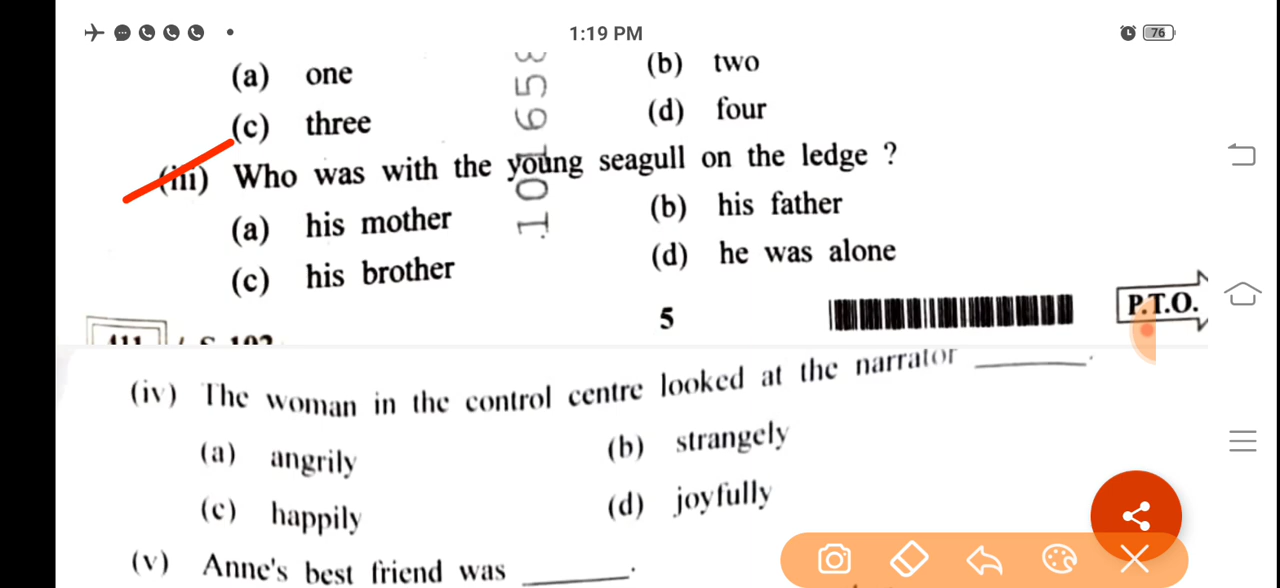 1:19 PM
76
(a) one (b) two
(c) three (d) four
(iii) Who was with the young seagull on the ledge ?
(a) his mother (b) his father
(c) his brother (d) he was alone
5 P.T.O.
(iv) The woman in the control centre looked at the narrator ______.
(a) angrily (b) strangely
(c) happily (d) joyfully
(v) Anne's best friend was ______.